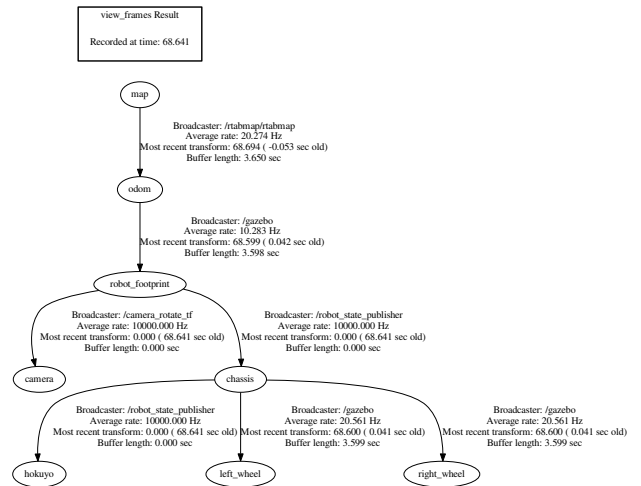 view_frames Result
Recorded at time: 68.641
map
Broadcaster: /rtabmap/rtabmap
Average rate: 20.274 Hz
Most recent transform: 68.694 ( -0.053 sec old)
Buffer length: 3.650 sec
odom
Broadcaster: /gazebo
Average rate: 10.283 Hz
Most recent transform: 68.599 ( 0.042 sec old)
Buffer length: 3.598 sec
robot_footprint
Broadcaster: /camera_rotate_tf
Average rate: 10000.000 Hz
Most recent transform: 0.000 ( 68.641 sec old)
Buffer length: 0.000 sec
Broadcaster: /robot_state_publisher
Average rate: 10000.000 Hz
Most recent transform: 0.000 ( 68.641 sec old)
Buffer length: 0.000 sec
camera
chassis
Broadcaster: /robot_state_publisher
Average rate: 10000.000 Hz
Most recent transform: 0.000 ( 68.641 sec old)
Buffer length: 0.000 sec
Broadcaster: /gazebo
Average rate: 20.561 Hz
Most recent transform: 68.600 ( 0.041 sec old)
Buffer length: 3.599 sec
Broadcaster: /gazebo
Average rate: 20.561 Hz
Most recent transform: 68.600 ( 0.041 sec old)
Buffer length: 3.599 sec
hokuyo
left_wheel
right_wheel